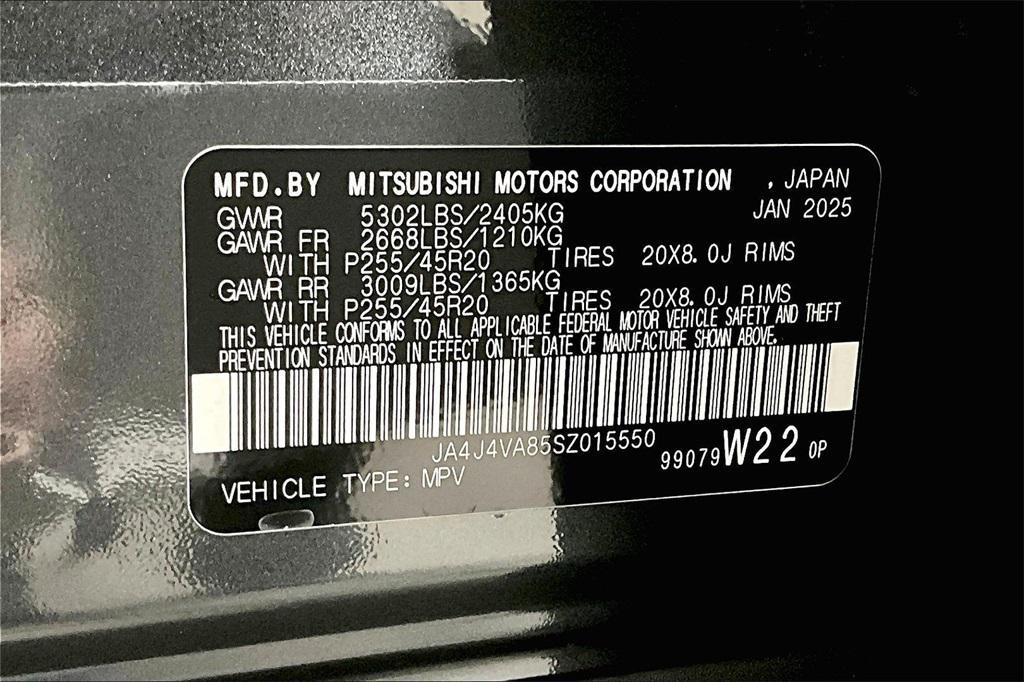 MFD.BY MITSUBISHI MOTORS CORPORATION , JAPAN
JAN 2025
GVWR 5302LBS/2405KG
GAWR FR 2668LBS/1210KG
WITH P255/45R20 TIRES 20X8.0J RIMS
GAWR RR 3009LBS/1365KG
WITH P255/45R20 TIRES 20X8.0J RIMS
THIS VEHICLE CONFORMS TO ALL APPLICABLE FEDERAL MOTOR VEHICLE SAFETY AND THEFT
PREVENTION STANDARDS IN EFFECT ON THE DATE OF MANUFACTURE SHOWN ABOVE.
JA4J4VA85SZ015550
99079 W22 0P
VEHICLE TYPE: MPV